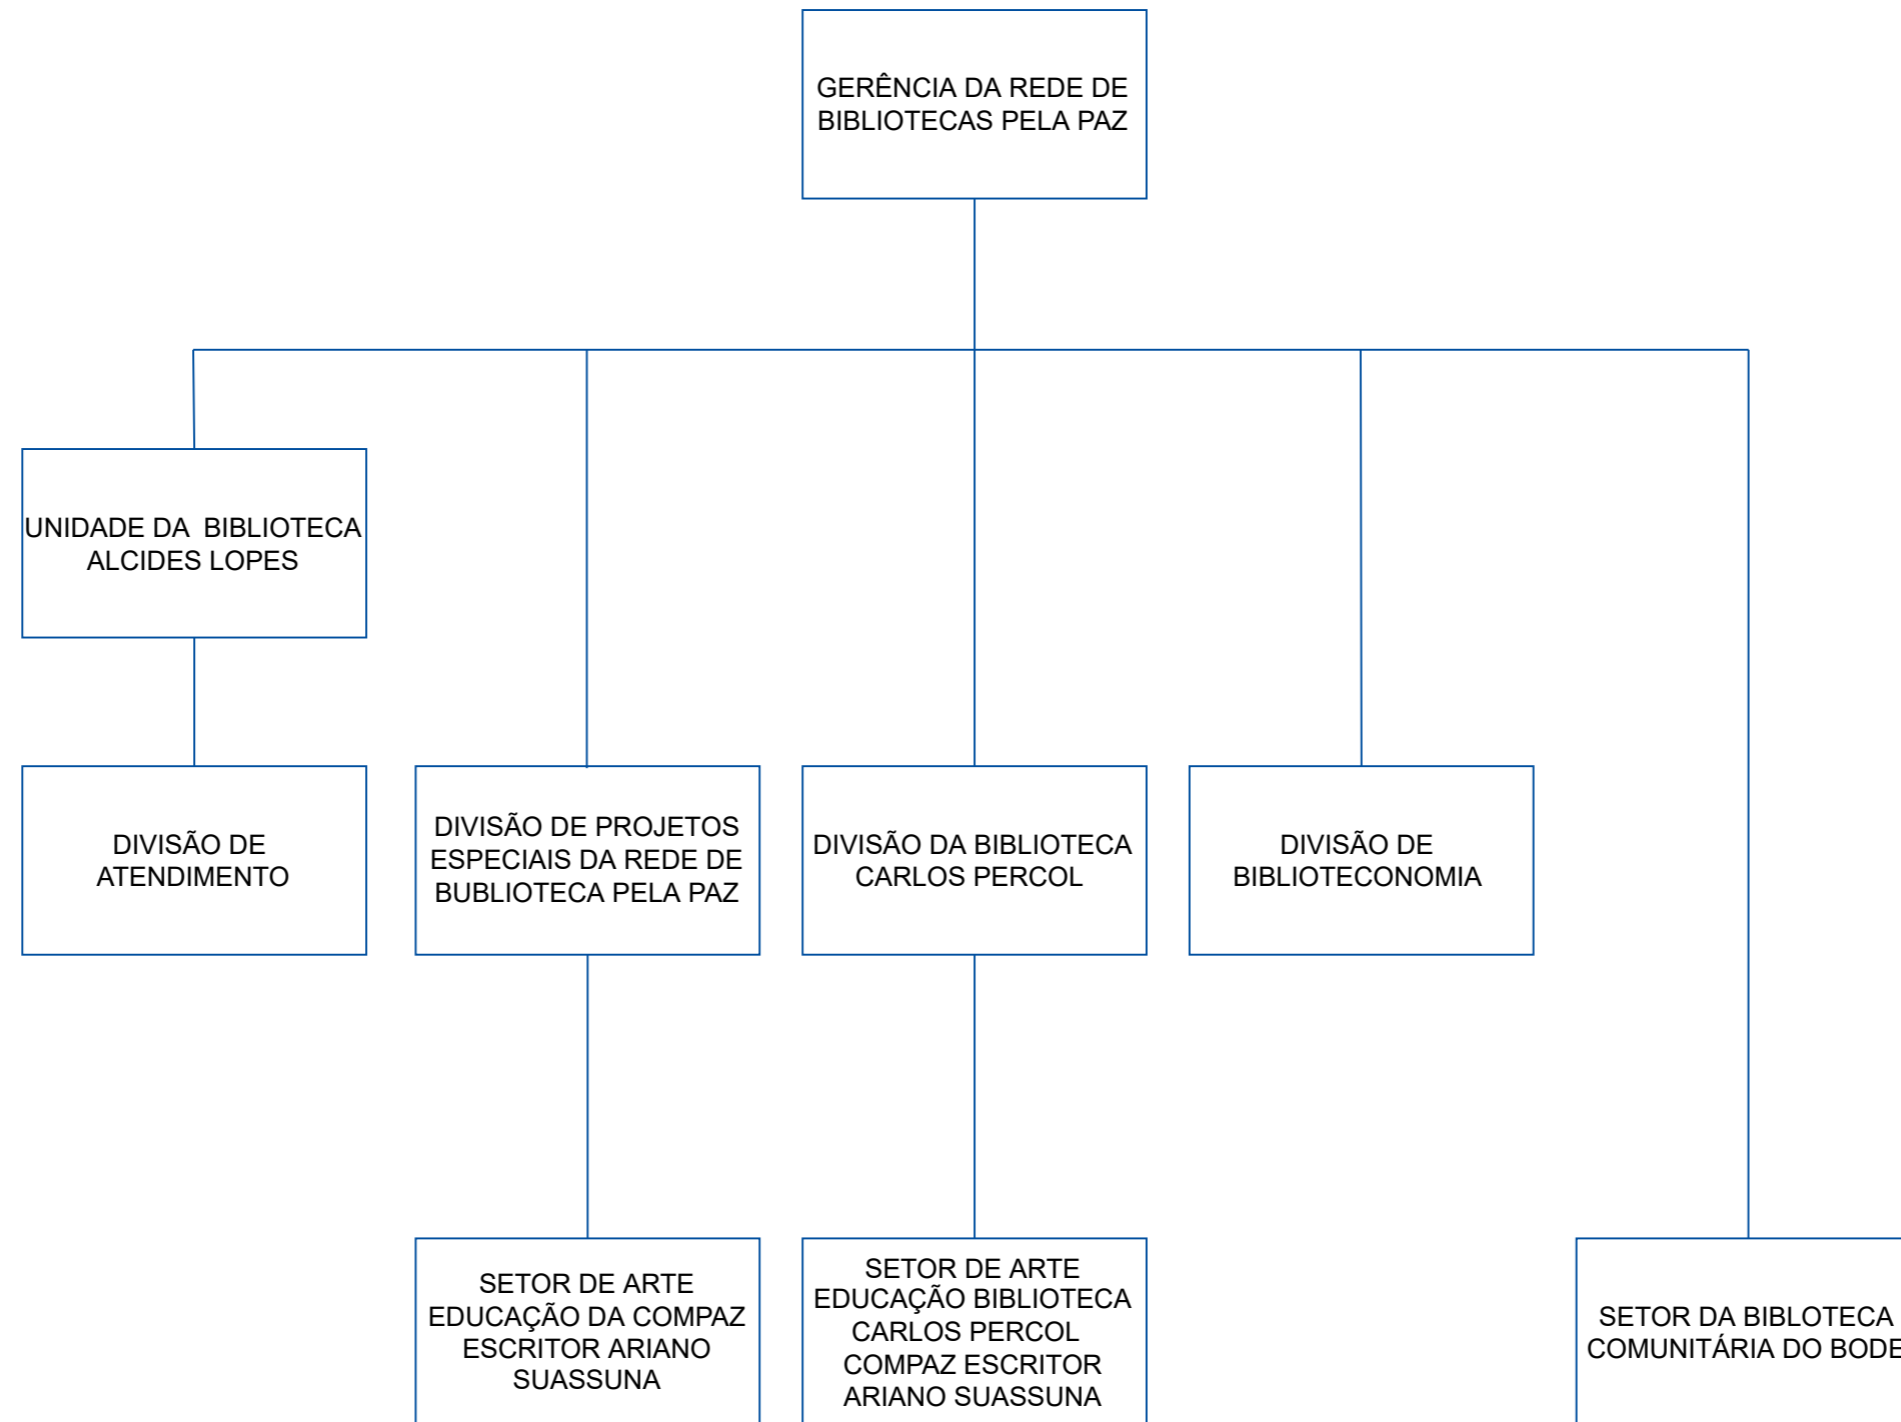 GERÊNCIA DA REDE DE
BIBLIOTECAS PELA PAZ
UNIDADE DA  BIBLIOTECA
ALCIDES LOPES
DIVISÃO DE
ATENDIMENTO
DIVISÃO DE PROJETOS
ESPECIAIS DA REDE DE
BUBLIOTECA PELA PAZ
DIVISÃO DA BIBLIOTECA
CARLOS PERCOL
DIVISÃO DE
BIBLIOTECONOMIA
SETOR DE ARTE
EDUCAÇÃO DA COMPAZ
ESCRITOR ARIANO
SUASSUNA
SETOR DE ARTE
EDUCAÇÃO BIBLIOTECA
CARLOS PERCOL
COMPAZ ESCRITOR
ARIANO SUASSUNA
SETOR DA BIBLOTECA
COMUNITÁRIA DO BODE